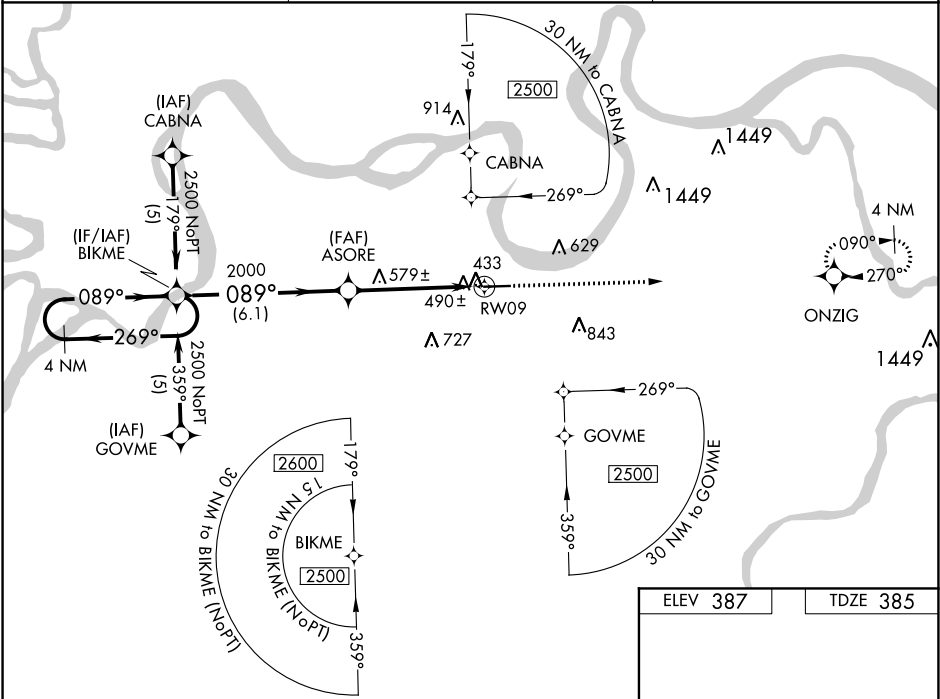 30 NM to CABNA
179°
2500
914
CABNA
269°
1449
1449
(IAF)
CABNA
2500 NoPT
179°
(5)
(IF/IAF)
BIKME
2000
089°
089°
(6.1)
(FAF)
ASORE
579±
433
490±
RW09
629
4 NM
090°
270°
ONZIG
269°
4 NM
2500 NoPT
359°
(5)
(IAF)
GOVME
727
843
1449
269°
GOVME
2500
359°
30 NM to GOVME
179°
2600
30 NM to BIKME (NoPT)
15 NM to BIKME (NoPT)
BIKME
2500
359°
ELEV 387
TDZE 385